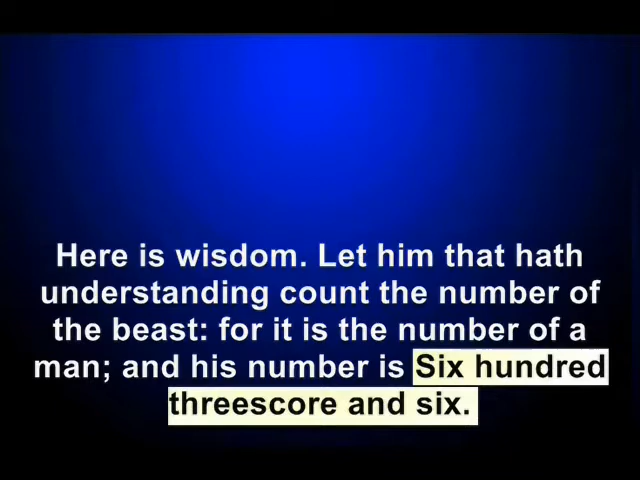 Here is wisdom. Let him that hath
understanding count the number of
the beast: for it is the number of a
man; and his number is Six hundred
threescore and six.